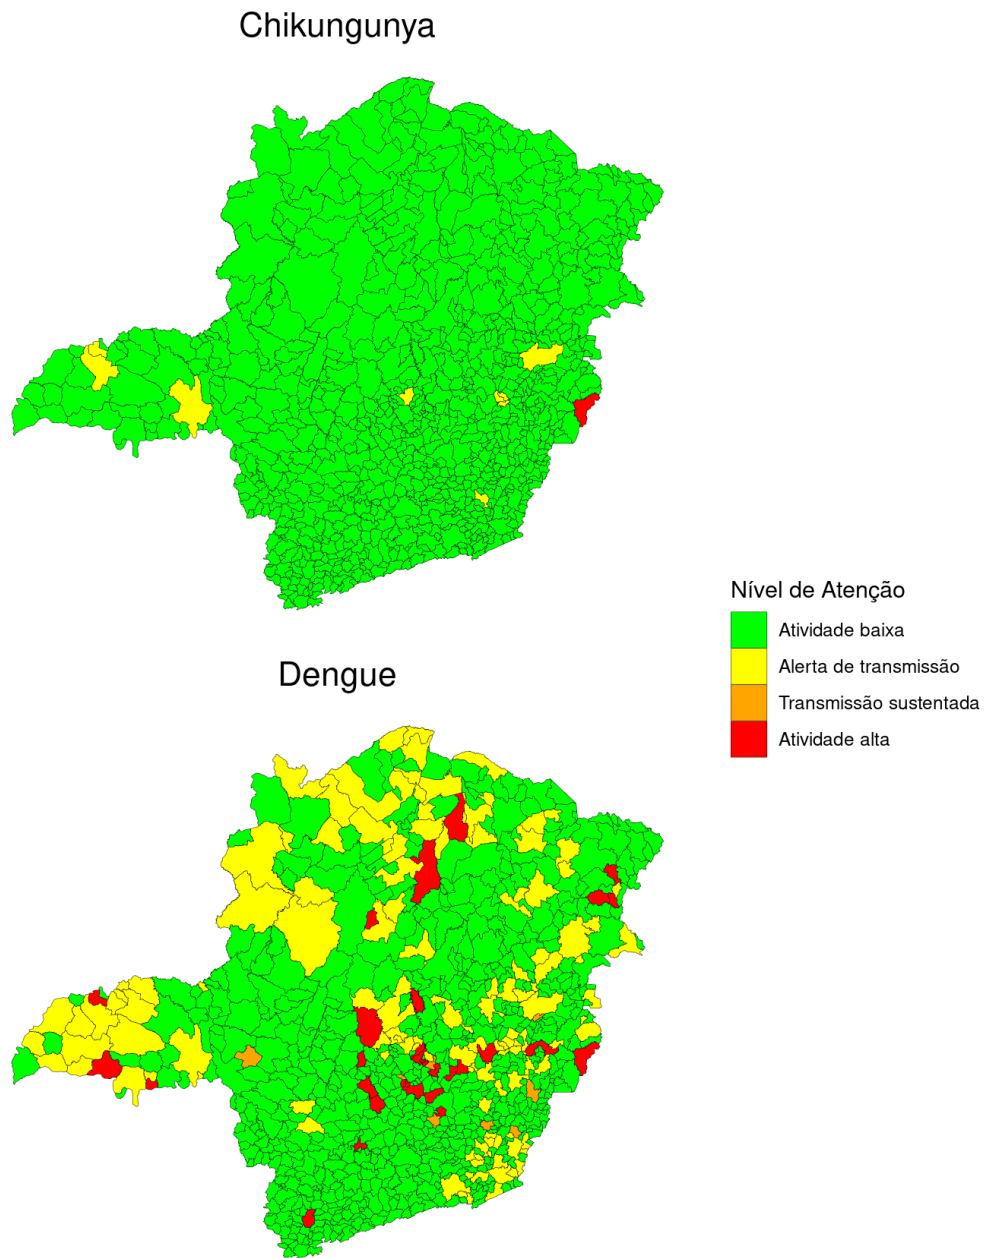 Chikungunya
Nível de Atenção
Atividade baixa
Alerta de transmissão
Transmissão sustentada
Atividade alta
Dengue